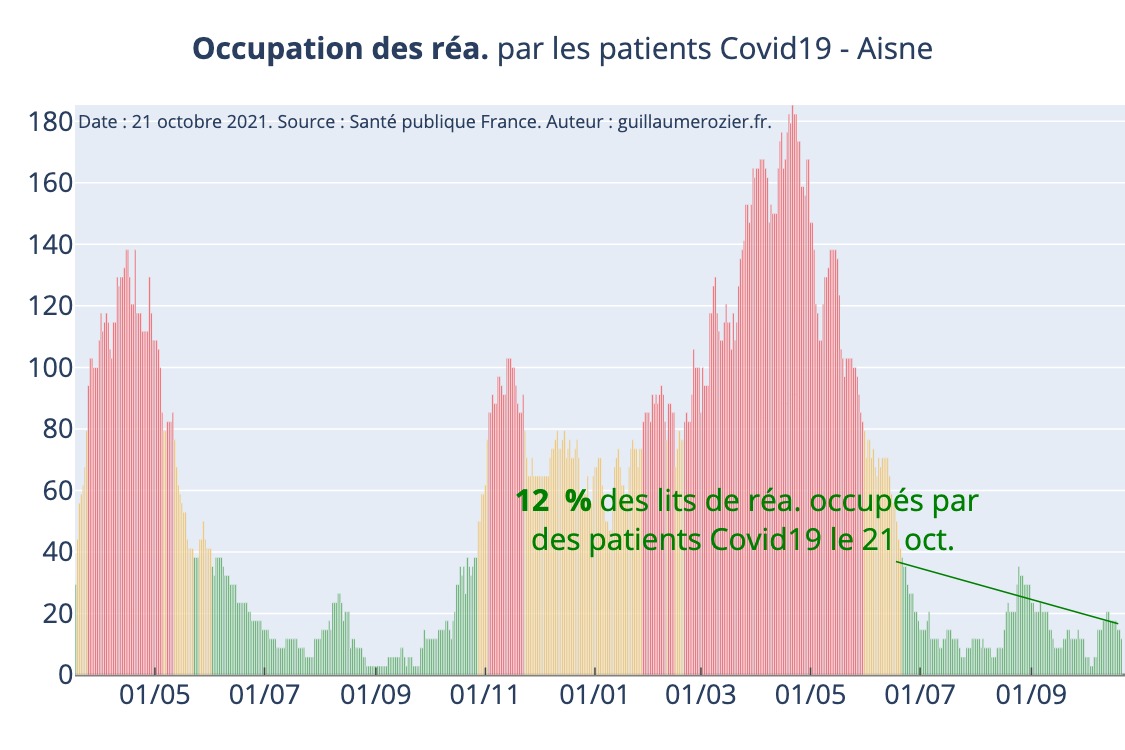 Occupation des réa. par les patients Covid19 - Aisne
180
Date : 21 octobre 2021. Source : Santé publique France. Auteur : guillaumerozier.fr.
160
140
120
100
80
60
12 % des lits de réa. occupés par
des patients Covid19 le 21 oct.
40
20
0
01/05 01/07 01/09 01/11 01/01 01/03 01/05 01/07 01/09